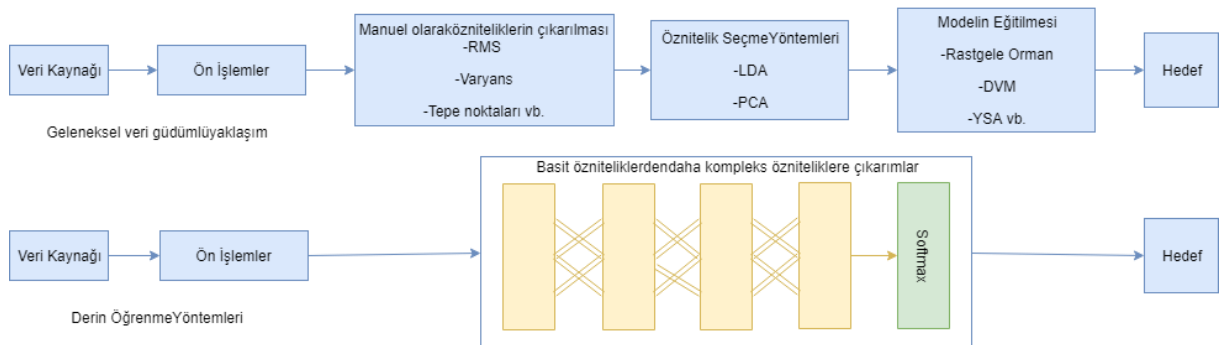 Veri Kaynağı
Ön İşlemler
Manuel olaraközniteliklerin çıkarılması
-RMS
-Varyans
-Tepe noktaları vb.
Öznitelik SeçmeYöntemleri
-LDA
-PCA
Modelin Eğitilmesi
-Rastgele Orman
-DVM
-YSA vb.
Hedef
Geleneksel veri güdümlüyaklaşım
Basit özniteliklerdendaha kompleks özniteliklere çıkarımlar
Veri Kaynağı
Ön İşlemler
Softmax
Hedef
Derin ÖğrenmeYöntemleri